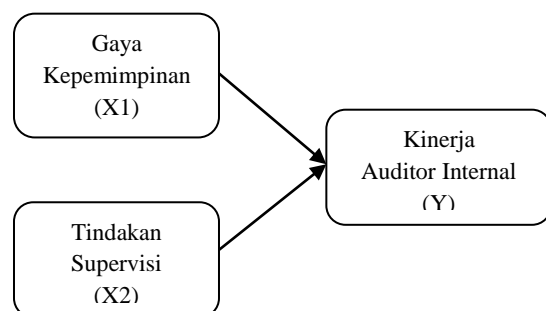 Gaya
Kepemimpinan
(X1)
Kinerja
Auditor Internal
(Y)
Tindakan
Supervisi
(X2)